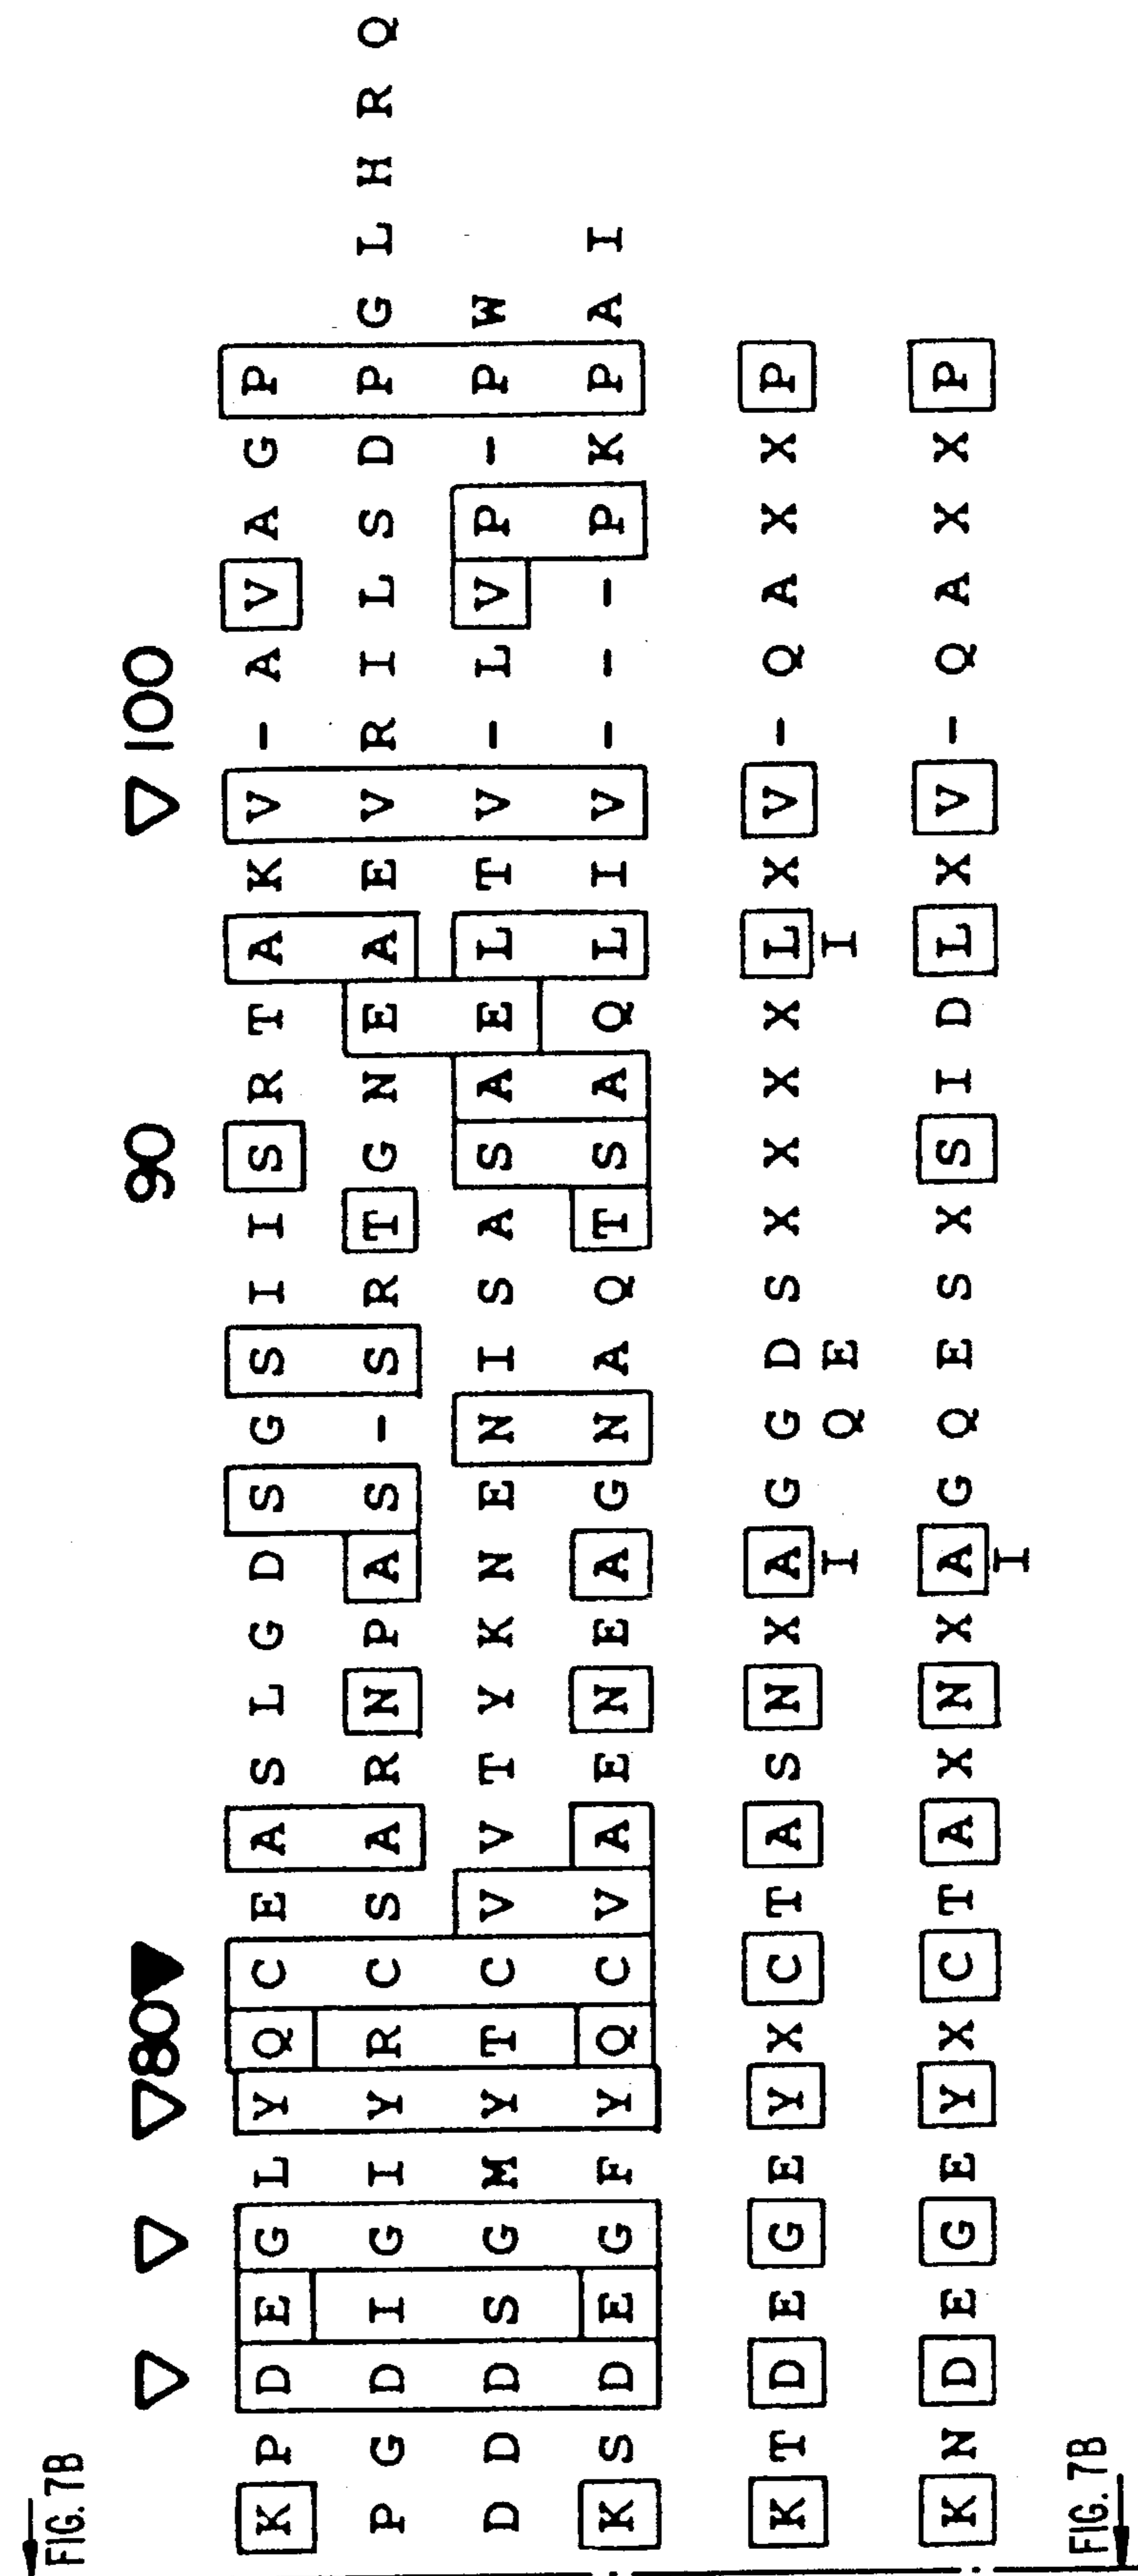 FIG. 7B
▽ ▽ ▽80▼ 90 ▽100
K P D E G L Y Q C E A S L G D S G S I I S R T A K V - A V A G P
P G D I G I Y R C S A R N P A S - S R T G N E A E V R I L S D P G L H R Q
D D D S G M Y T C V V T Y K N E N I S A S A E L T V - L V P - P W
K S D E G F Y Q C V A E N E A G N A Q T S A Q L I V - - - P K P A I
K T D E G E Y X C T A S N X A G G D S X X X X L X V - Q A X X P
I Q E I
K N D E G E Y X C T A X N X A G Q E S X S I D L X V - Q A X X P
I
FIG. 7B